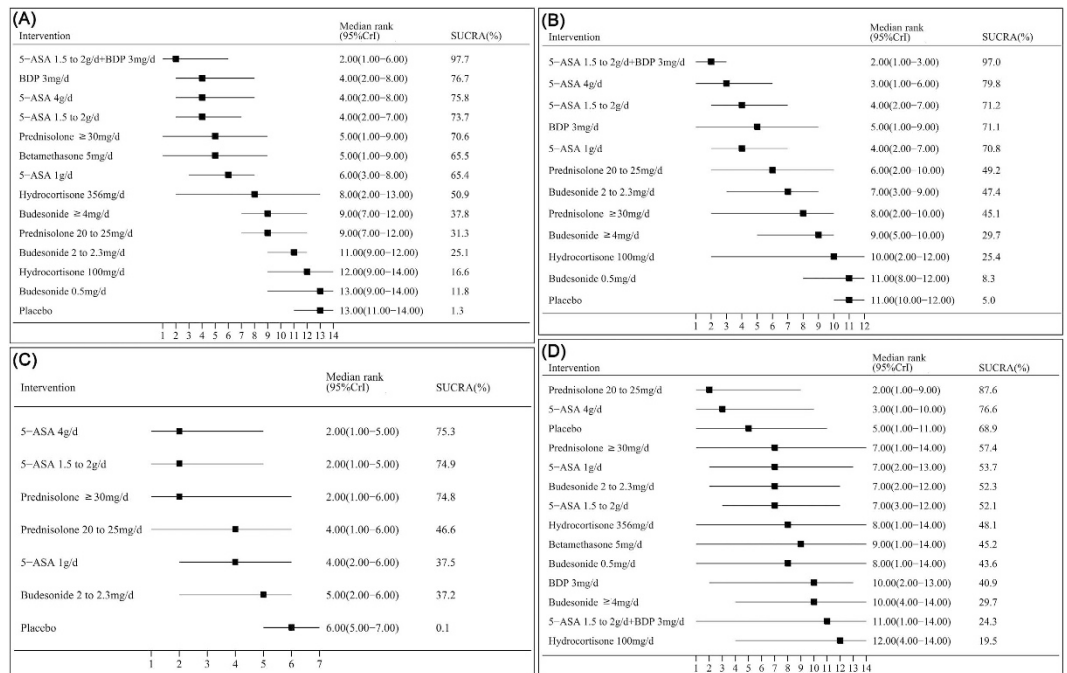 (A)
Intervention Median rank (95%CrI) SUCRA(%)
5−ASA 1.5 to 2g/d+BDP 3mg/d 2.00(1.00−6.00) 97.7
BDP 3mg/d 4.00(2.00−8.00) 76.7
5−ASA 4g/d 4.00(2.00−8.00) 75.8
5−ASA 1.5 to 2g/d 4.00(2.00−7.00) 73.7
Prednisolone ≥30mg/d 5.00(1.00−9.00) 70.6
Betamethasone 5mg/d 5.00(1.00−9.00) 65.5
5−ASA 1g/d 6.00(3.00−8.00) 65.4
Hydrocortisone 356mg/d 8.00(2.00−13.00) 50.9
Budesonide ≥4mg/d 9.00(7.00−12.00) 37.8
Prednisolone 20 to 25mg/d 9.00(7.00−12.00) 31.3
Budesonide 2 to 2.3mg/d 11.00(9.00−12.00) 25.1
Hydrocortisone 100mg/d 12.00(9.00−14.00) 16.6
Budesonide 0.5mg/d 13.00(9.00−14.00) 11.8
Placebo 13.00(11.00−14.00) 1.3
1 2 3 4 5 6 7 8 9 10 11 12 13 14
(B)
Intervention Median rank (95%CrI) SUCRA(%)
5−ASA 1.5 to 2g/d+BDP 3mg/d 2.00(1.00−3.00) 97.0
5−ASA 4g/d 3.00(1.00−6.00) 79.8
5−ASA 1.5 to 2g/d 4.00(2.00−7.00) 71.2
BDP 3mg/d 5.00(1.00−9.00) 71.1
5−ASA 1g/d 4.00(2.00−7.00) 70.8
Prednisolone 20 to 25mg/d 6.00(2.00−10.00) 49.2
Budesonide 2 to 2.3mg/d 7.00(3.00−9.00) 47.4
Prednisolone ≥30mg/d 8.00(2.00−10.00) 45.1
Budesonide ≥4mg/d 9.00(5.00−10.00) 29.7
Hydrocortisone 100mg/d 10.00(2.00−12.00) 25.4
Budesonide 0.5mg/d 11.00(8.00−12.00) 8.3
Placebo 11.00(10.00−12.00) 5.0
1 2 3 4 5 6 7 8 9 10 11 12
(C)
Intervention Median rank (95%CrI) SUCRA(%)
5−ASA 4g/d 2.00(1.00−5.00) 75.3
5−ASA 1.5 to 2g/d 2.00(1.00−5.00) 74.9
Prednisolone ≥30mg/d 2.00(1.00−6.00) 74.8
Prednisolone 20 to 25mg/d 4.00(1.00−6.00) 46.6
5−ASA 1g/d 4.00(2.00−6.00) 37.5
Budesonide 2 to 2.3mg/d 5.00(2.00−6.00) 37.2
Placebo 6.00(5.00−7.00) 0.1
1 2 3 4 5 6 7
(D)
Intervention Median rank (95%CrI) SUCRA(%)
Prednisolone 20 to 25mg/d 2.00(1.00−9.00) 87.6
5−ASA 4g/d 3.00(1.00−10.00) 76.6
Placebo 5.00(1.00−11.00) 68.9
Prednisolone ≥30mg/d 7.00(1.00−14.00) 57.4
5−ASA 1g/d 7.00(2.00−13.00) 53.7
Budesonide 2 to 2.3mg/d 7.00(2.00−12.00) 52.3
5−ASA 1.5 to 2g/d 7.00(3.00−12.00) 52.1
Hydrocortisone 356mg/d 8.00(1.00−14.00) 48.1
Betamethasone 5mg/d 9.00(1.00−14.00) 45.2
Budesonide 0.5mg/d 8.00(1.00−14.00) 43.6
BDP 3mg/d 10.00(2.00−13.00) 40.9
Budesonide ≥4mg/d 10.00(4.00−14.00) 29.7
5−ASA 1.5 to 2g/d+BDP 3mg/d 11.00(1.00−14.00) 24.3
Hydrocortisone 100mg/d 12.00(4.00−14.00) 19.5
1 2 3 4 5 6 7 8 9 10 11 12 13 14